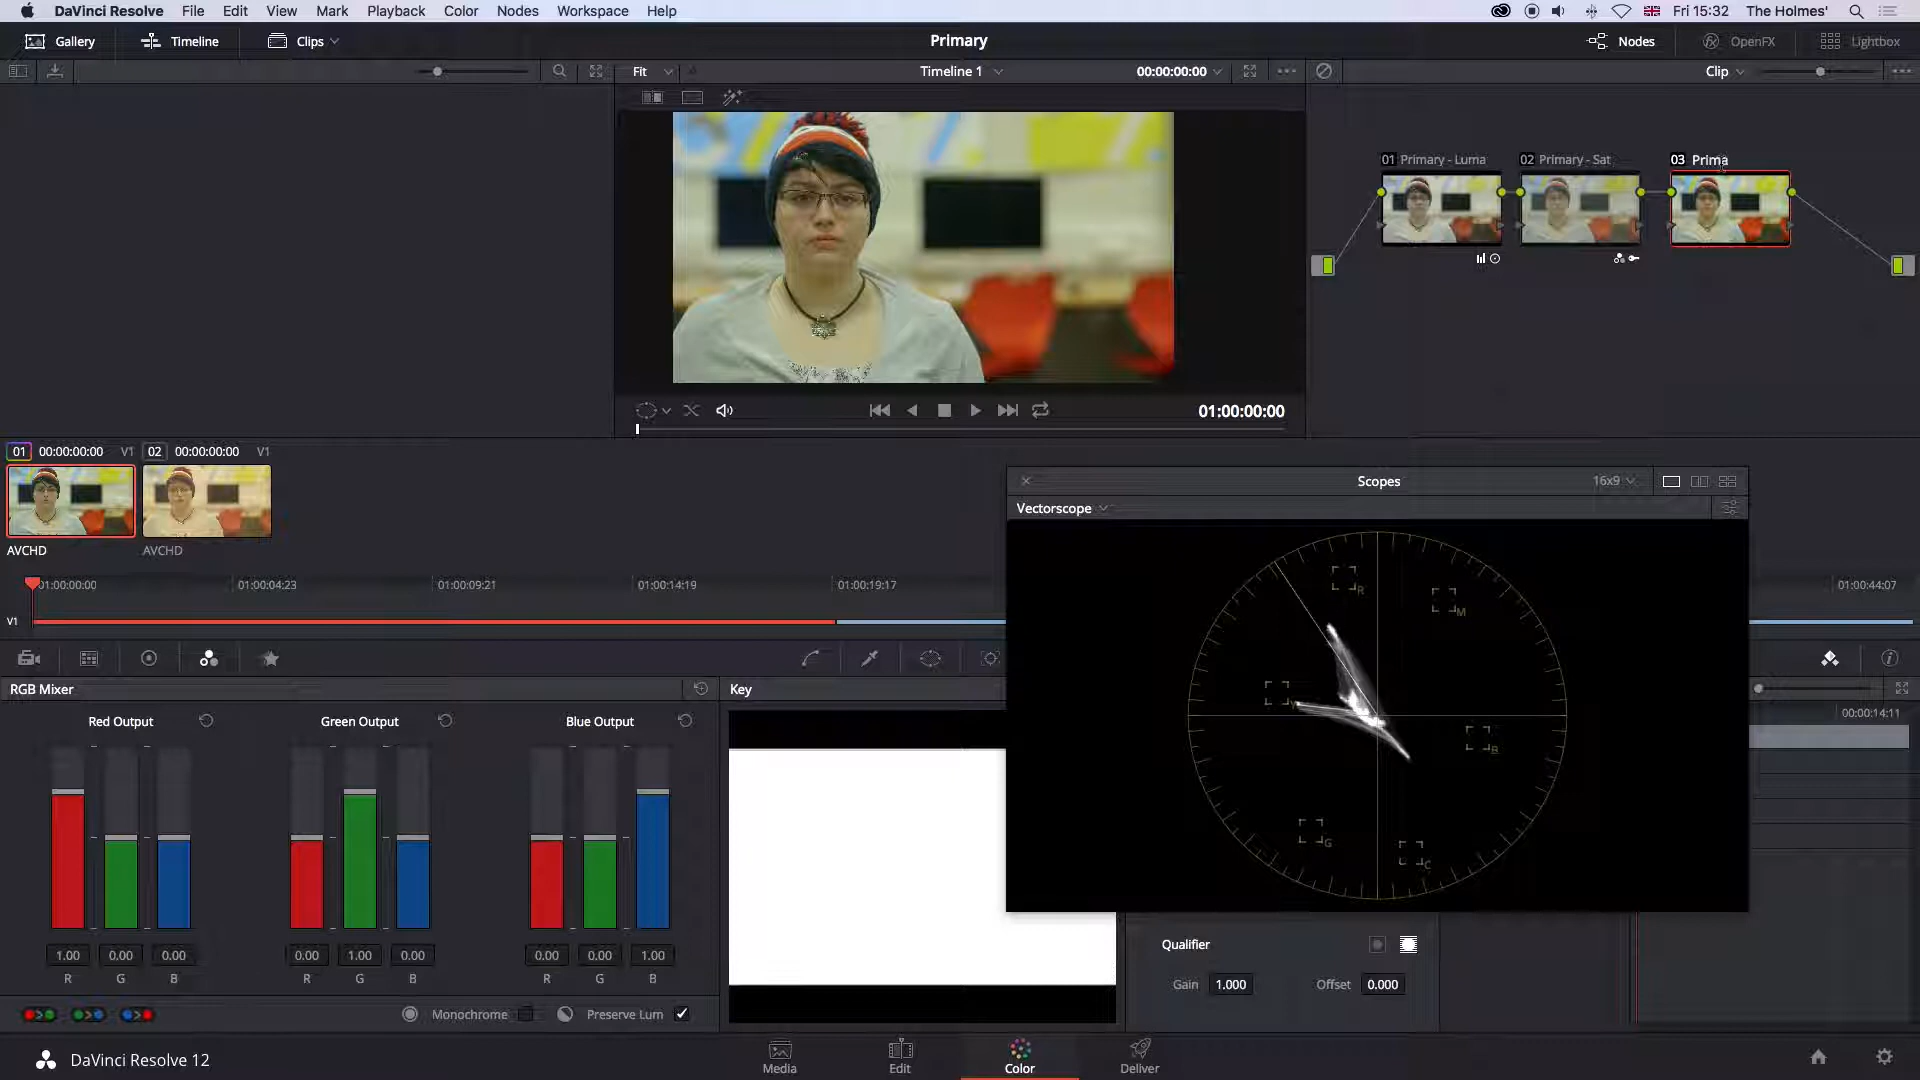 DaVinci Resolve File Edit View Mark Playback Color Nodes Workspace Help Fri 15:32 The Holmes'
Gallery Timeline Clips Primary Nodes OpenFX Lightbox
Fit Timeline 1 00:00:00:00 Clip
01 Primary - Luma 02 Primary - Sat 03 Prima
01:00:00:00
01 00:00:00:00 V1 02 00:00:00:00 V1
Scopes 16x9
Vectorscope
AVCHD AVCHD
R
M
Y
B
G
C
01:00:00:00 01:00:04:23 01:00:09:21 01:00:14:19 01:00:19:17 01:00:44:07
V1
RGB Mixer Key
00:00:14:11
Red Output Green Output Blue Output
1.00 0.00 0.00 0.00 1.00 0.00 0.00 0.00 1.00
R G B R G B R G B
Qualifier
Gain 1.000 Offset 0.000
Monochrome Preserve Lum
DaVinci Resolve 12 Media Edit Color Deliver